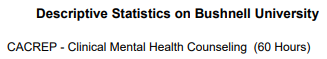 Descriptive Statistics on Bushnell University
CACREP - Clinical Mental Health Counseling (60 Hours)